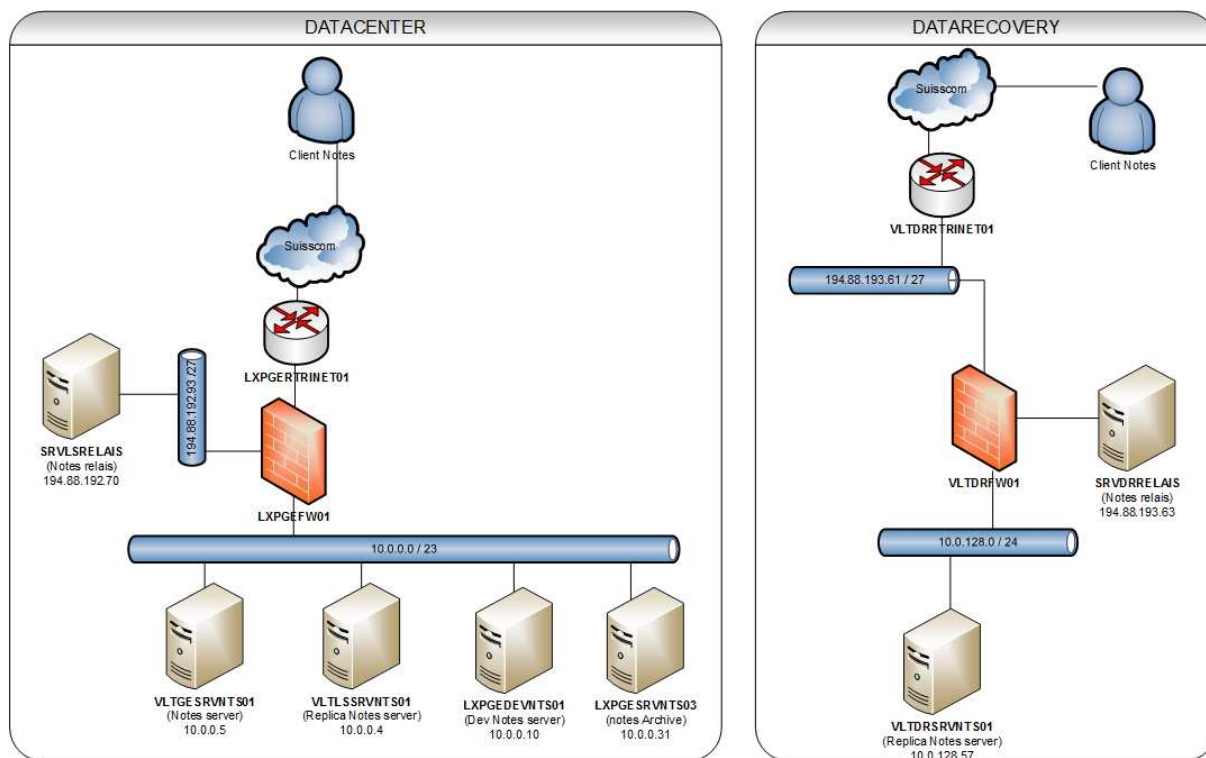 DATACENTER
Client Notes
Suisscom
LXPGERTRINET01
194.88.192.93 /27
SRVLSRELAIS
(Notes relais)
194.88.192.70
LXPGEFW01
10.0.0.0 / 23
VLTGESRVNTS01
(Notes server)
10.0.0.5
VLTLSSRVNTS01
(Replica Notes server)
10.0.0.4
LXPGEDEVNTS01
(Dev Notes server)
10.0.0.10
LXPGESRVNTS03
(notes Archive)
10.0.0.31
DATARECOVERY
Suisscom
Client Notes
VLTDRRTRINET01
194.88.193.61 / 27
VLTDRFW01
SRVDRRELAIS
(Notes relais)
194.88.193.63
10.0.128.0 / 24
VLTDRSRVNTS01
(Replica Notes server)
10.0.128.57